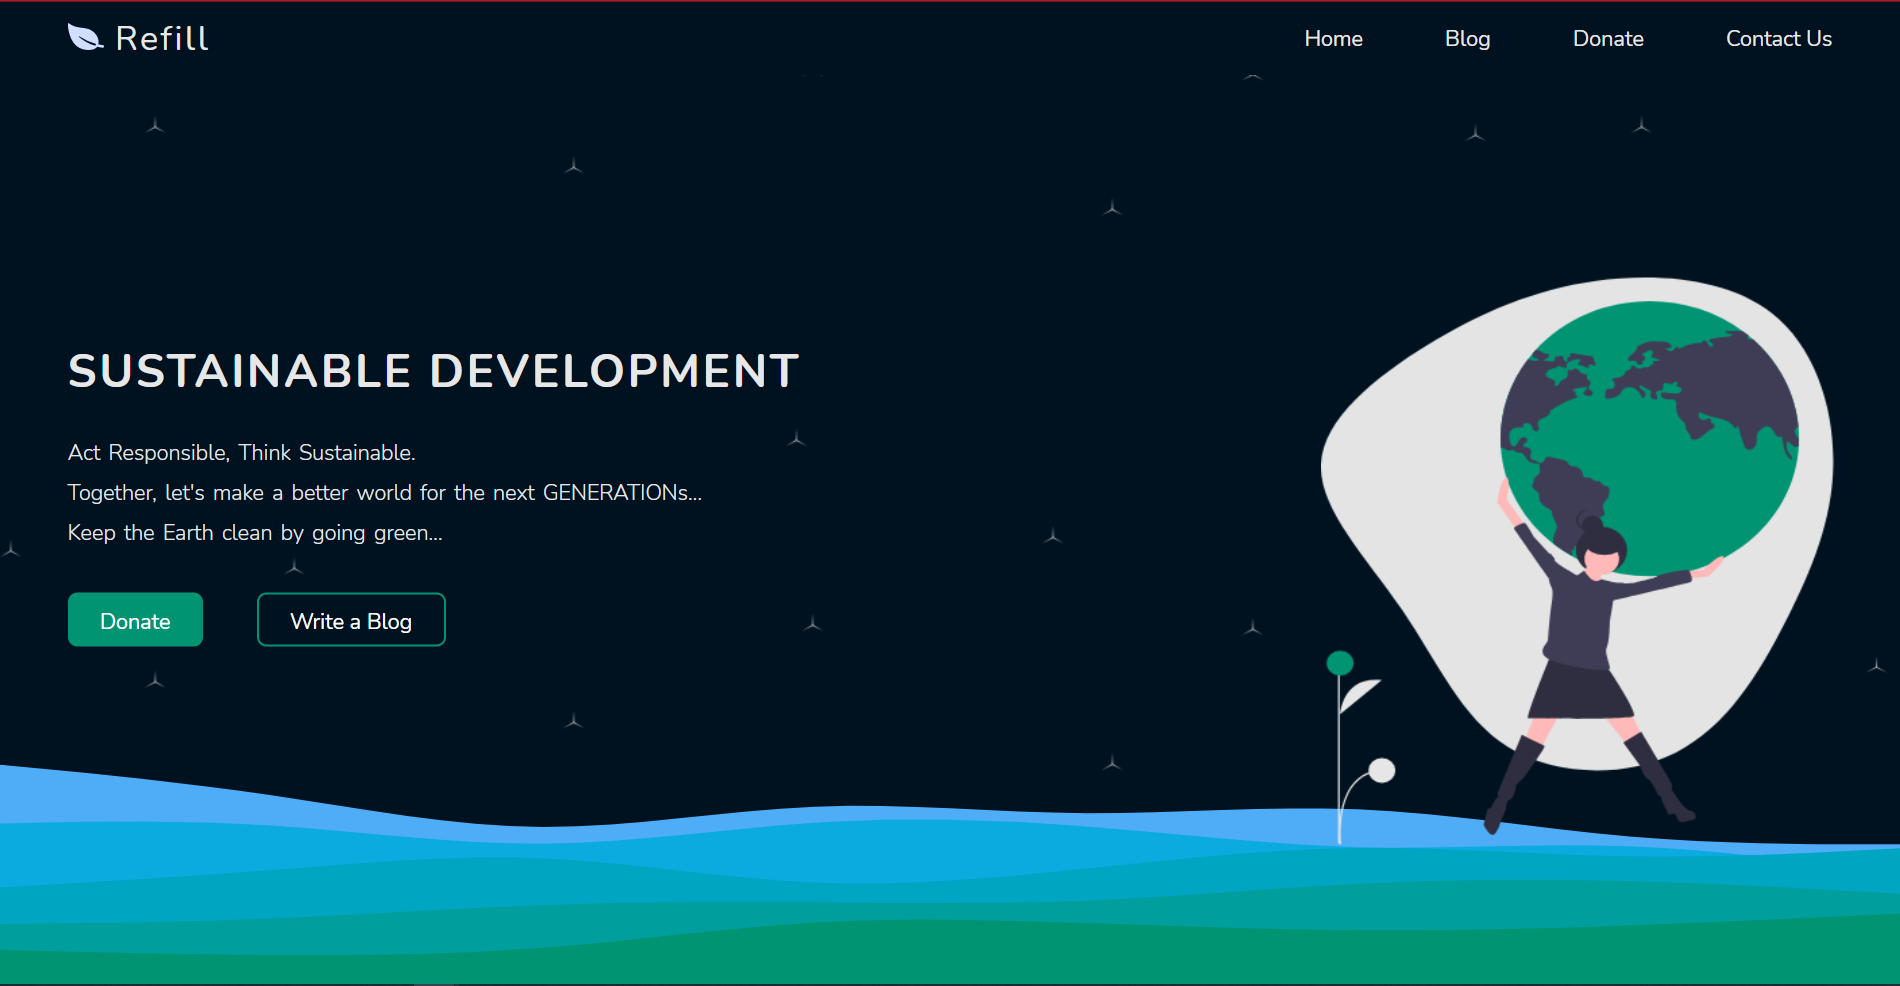 Refill
Home
Blog
Donate
Contact Us
SUSTAINABLE DEVELOPMENT
Act Responsible, Think Sustainable.
Together, let's make a better world for the next GENERATIONs...
Keep the Earth clean by going green...
Donate
Write a Blog